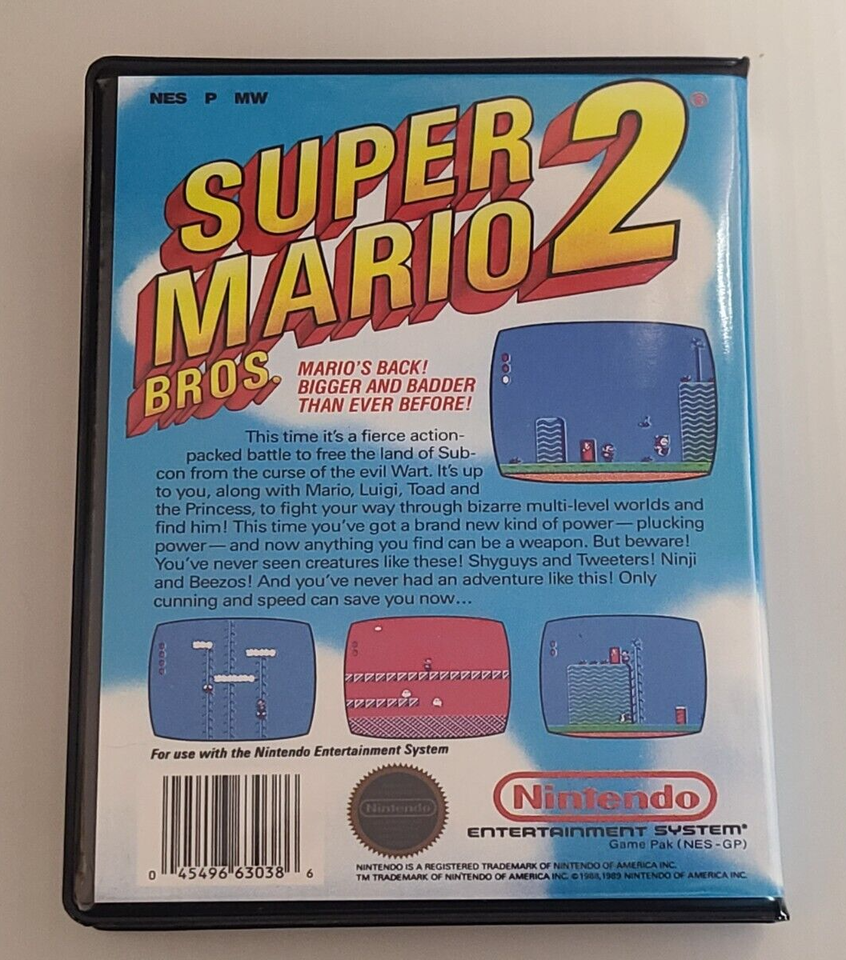 NES P MW
SUPER
MARIO 2®
BROS.
MARIO'S BACK!
BIGGER AND BADDER
THAN EVER BEFORE!
This time it's a fierce action-
packed battle to free the land of Sub-
con from the curse of the evil Wart. It's up
to you, along with Mario, Luigi, Toad and
the Princess, to fight your way through bizarre multi-level worlds and
find him! This time you've got a brand new kind of power—plucking
power—and now anything you find can be a weapon. But beware!
You've never seen creatures like these! Shyguys and Tweeters! Ninji
and Beezos! And you've never had an adventure like this! Only
cunning and speed can save you now...
For use with the Nintendo Entertainment System
0 45496 63038 6
Nintendo
Nintendo®
ENTERTAINMENT SYSTEM®
Game Pak (NES-GP)
NINTENDO IS A REGISTERED TRADEMARK OF NINTENDO OF AMERICA INC.
TM TRADEMARK OF NINTENDO OF AMERICA INC. ©1988,1989 NINTENDO OF AMERICA INC.